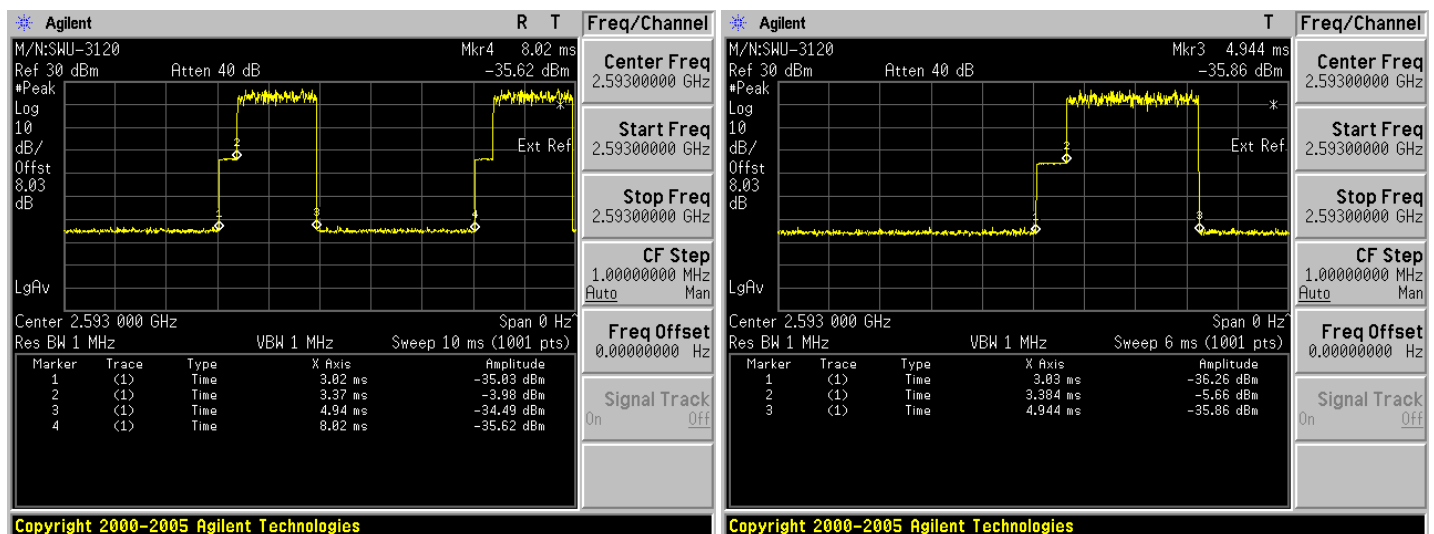 Agilent R T Freq/Channel
M/N:SWU-3120 Mkr4 8.02 ms
Ref 30 dBm Atten 40 dB -35.62 dBm
#Peak
Log
10
dB/
Offst
8.03
dB
2
Ext Ref
1
3
4
LgAv
Center 2.593 000 GHz Span 0 Hz^
Res BW 1 MHz VBW 1 MHz Sweep 10 ms (1001 pts)
Marker Trace Type X Axis Amplitude
1 (1) Time 3.02 ms -35.03 dBm
2 (1) Time 3.37 ms -3.98 dBm
3 (1) Time 4.94 ms -34.49 dBm
4 (1) Time 8.02 ms -35.62 dBm
Center Freq
2.59300000 GHz
Start Freq
2.59300000 GHz
Stop Freq
2.59300000 GHz
CF Step
1.00000000 MHz
Auto Man
Freq Offset
0.00000000 Hz
Signal Track
On Off
Copyright 2000-2005 Agilent Technologies
Agilent T Freq/Channel
M/N:SWU-3120 Mkr3 4.944 ms
Ref 30 dBm Atten 40 dB -35.86 dBm
#Peak
Log
10
dB/
Offst
8.03
dB
2
Ext Ref
1
3
LgAv
Center 2.593 000 GHz Span 0 Hz^
Res BW 1 MHz VBW 1 MHz Sweep 6 ms (1001 pts)
Marker Trace Type X Axis Amplitude
1 (1) Time 3.03 ms -36.26 dBm
2 (1) Time 3.384 ms -5.66 dBm
3 (1) Time 4.944 ms -35.86 dBm
Center Freq
2.59300000 GHz
Start Freq
2.59300000 GHz
Stop Freq
2.59300000 GHz
CF Step
1.00000000 MHz
Auto Man
Freq Offset
0.00000000 Hz
Signal Track
On Off
Copyright 2000-2005 Agilent Technologies